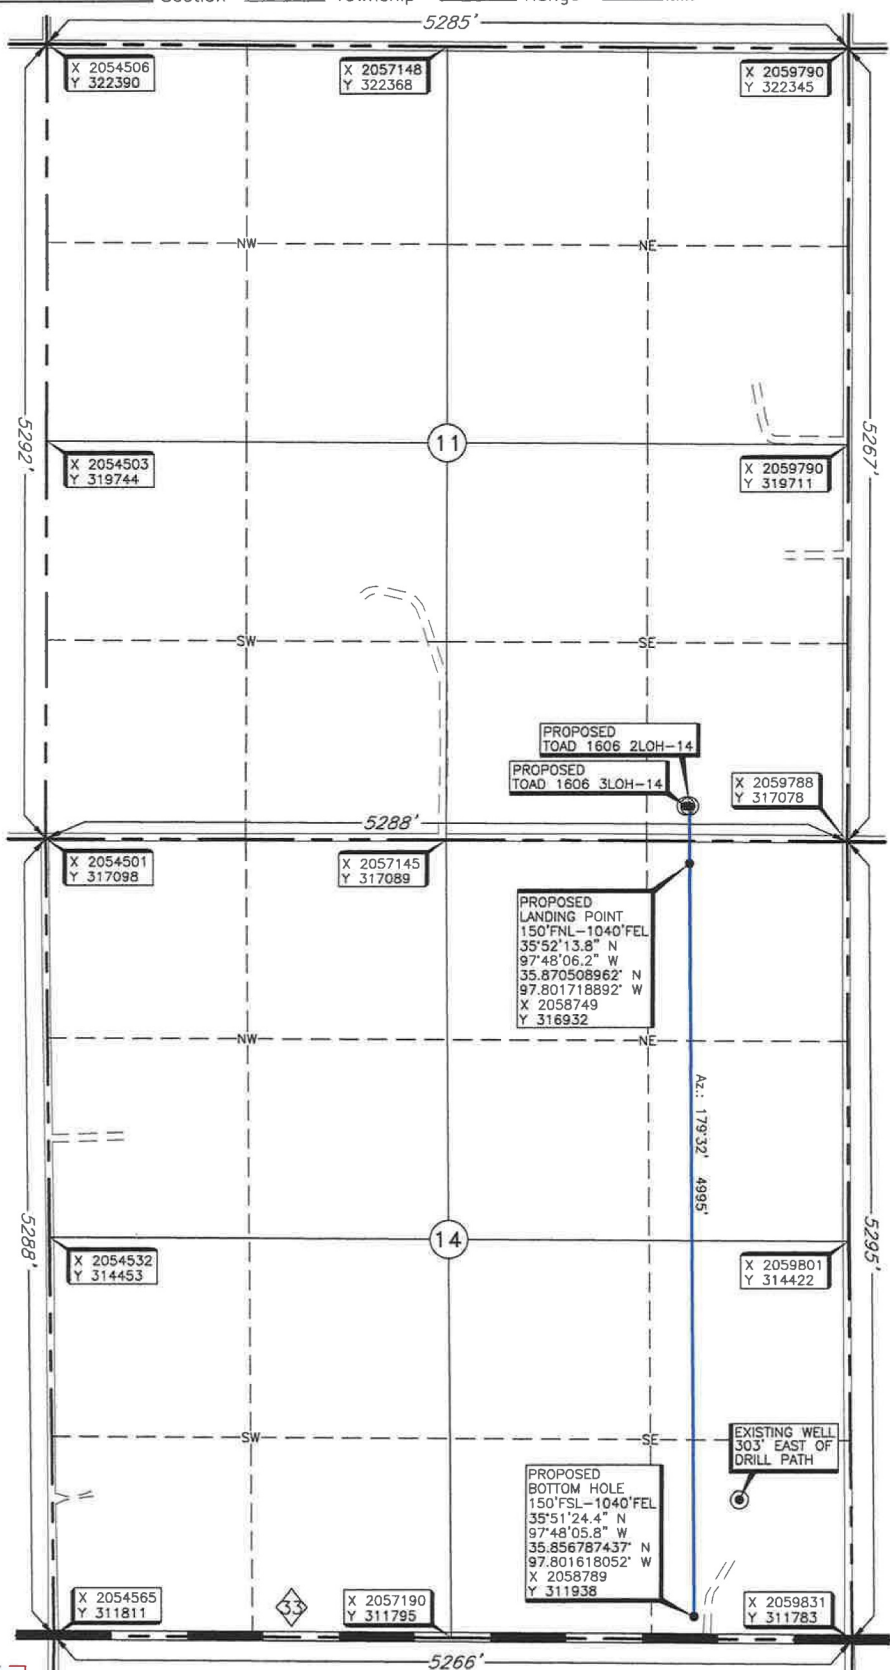 Section
Township
Range
5285'
X 2054506
Y 322390
X 2057148
Y 322368
X 2059790
Y 322345
NW
NE
5292'
11
5267'
X 2054503
Y 319744
X 2059790
Y 319711
SW
SE
PROPOSED
TOAD 1606 2LOH-14
PROPOSED
TOAD 1606 3LOH-14
X 2059788
Y 317078
5288'
X 2054501
Y 317098
X 2057145
Y 317089
PROPOSED
LANDING POINT
150'FNL-1040'FEL
35°52'13.8" N
97°48'06.2" W
35.870508962° N
97.801718892° W
X 2058749
Y 316932
NW
NE
Az.: 179°32' 4995'
5288'
14
5295'
X 2054532
Y 314453
X 2059801
Y 314422
SW
SE
EXISTING WELL
303' EAST OF
DRILL PATH
PROPOSED
BOTTOM HOLE
150'FSL-1040'FEL
35°51'24.4" N
97°48'05.8" W
35.856787437° N
97.801618052° W
X 2058789
Y 311938
X 2054565
Y 311811
33
X 2057190
Y 311795
X 2059831
Y 311783
5266'